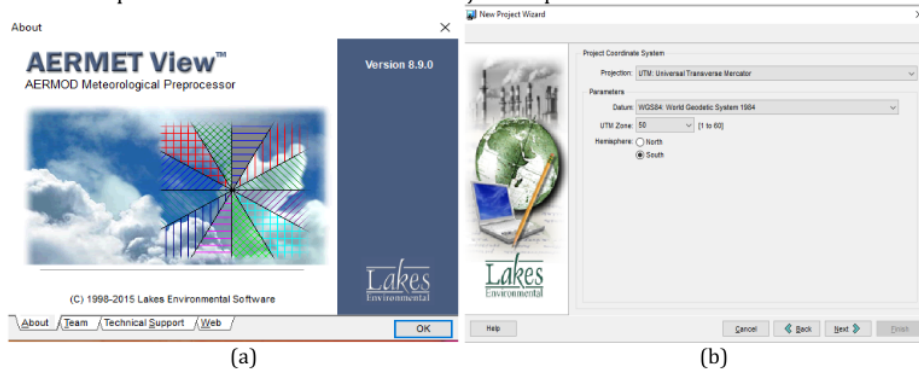 About
AERMET View™
AERMOD Meteorological Preprocessor
Version 8.9.0
Lakes
Environmental
(C) 1998-2015 Lakes Environmental Software
About
Team
Technical Support
Web
OK
(a)
New Project Wizard
Project Coordinate System
Projection: UTM: Universal Transverse Mercator
Parameters
Datum: WGS84: World Geodetic System 1984
UTM Zone: 50 [1 to 60]
Hemisphere: North
South
Lakes
Environmental
Help
Cancel
Back
Next
Finish
(b)